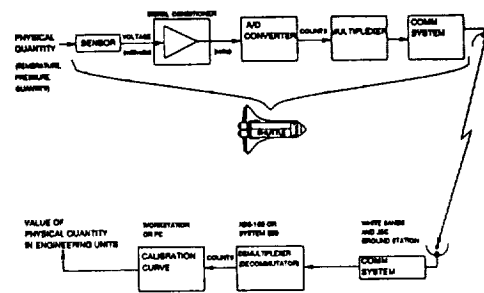 SIGNAL CONDITIONER
PHYSICAL
QUANTITY
(TEMPERATURE,
PRESSURE,
QUANTITY)
SENSOR
VOLTAGE
(millivolts)
(volts)
A/D
CONVERTER
COUNTS
MULTIPLEXER
COMM
SYSTEM
SHUTTLE
VALUE OF
PHYSICAL QUANTITY
IN ENGINEERING UNITS
WORKSTATION
OR PC
CALIBRATION
CURVE
COUNTS
OR
SYSTEM
DEMULTIPLEXER
(DECOMMUTATOR)
WHITE SANDS
AND JSC
GROUND STATION
COMM
SYSTEM